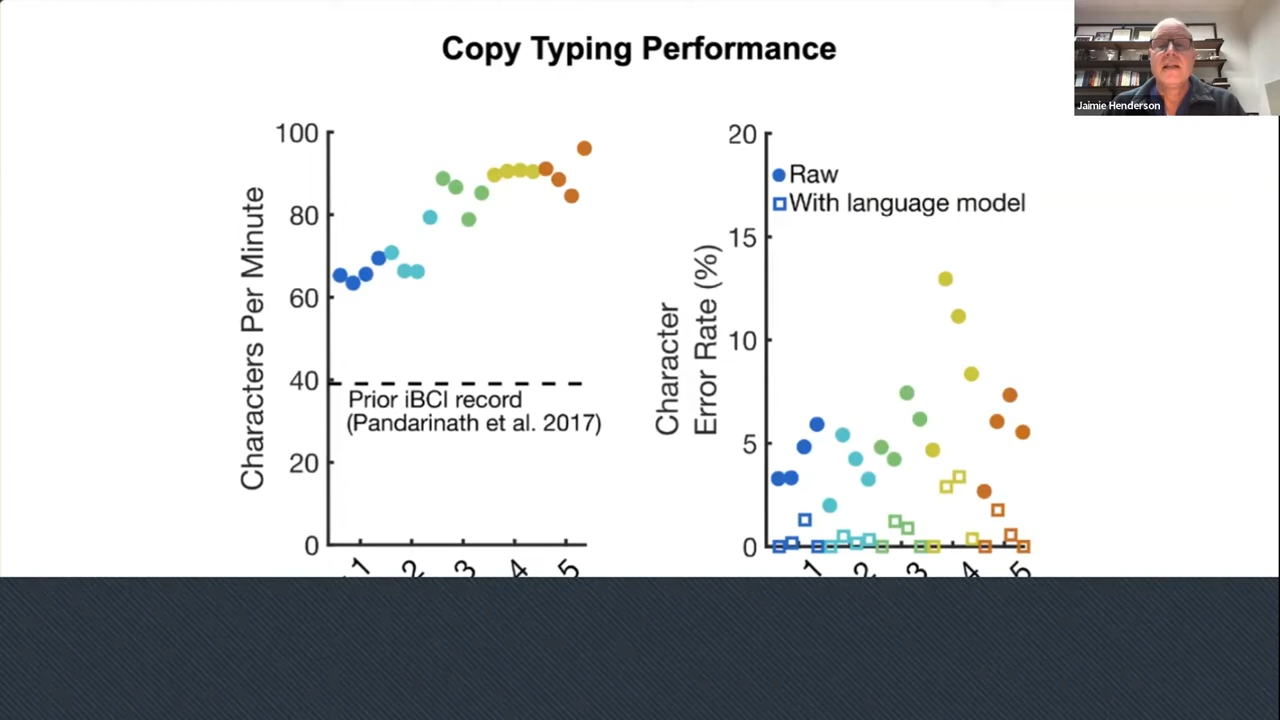 Copy Typing Performance
Jaimie Henderson
Characters Per Minute
100
80
60
40
20
0
Prior iBCI record
(Pandarinath et al. 2017)
1
2
3
4
5
Character
Error Rate (%)
20
15
10
5
0
Raw
With language model
1
2
3
4
5